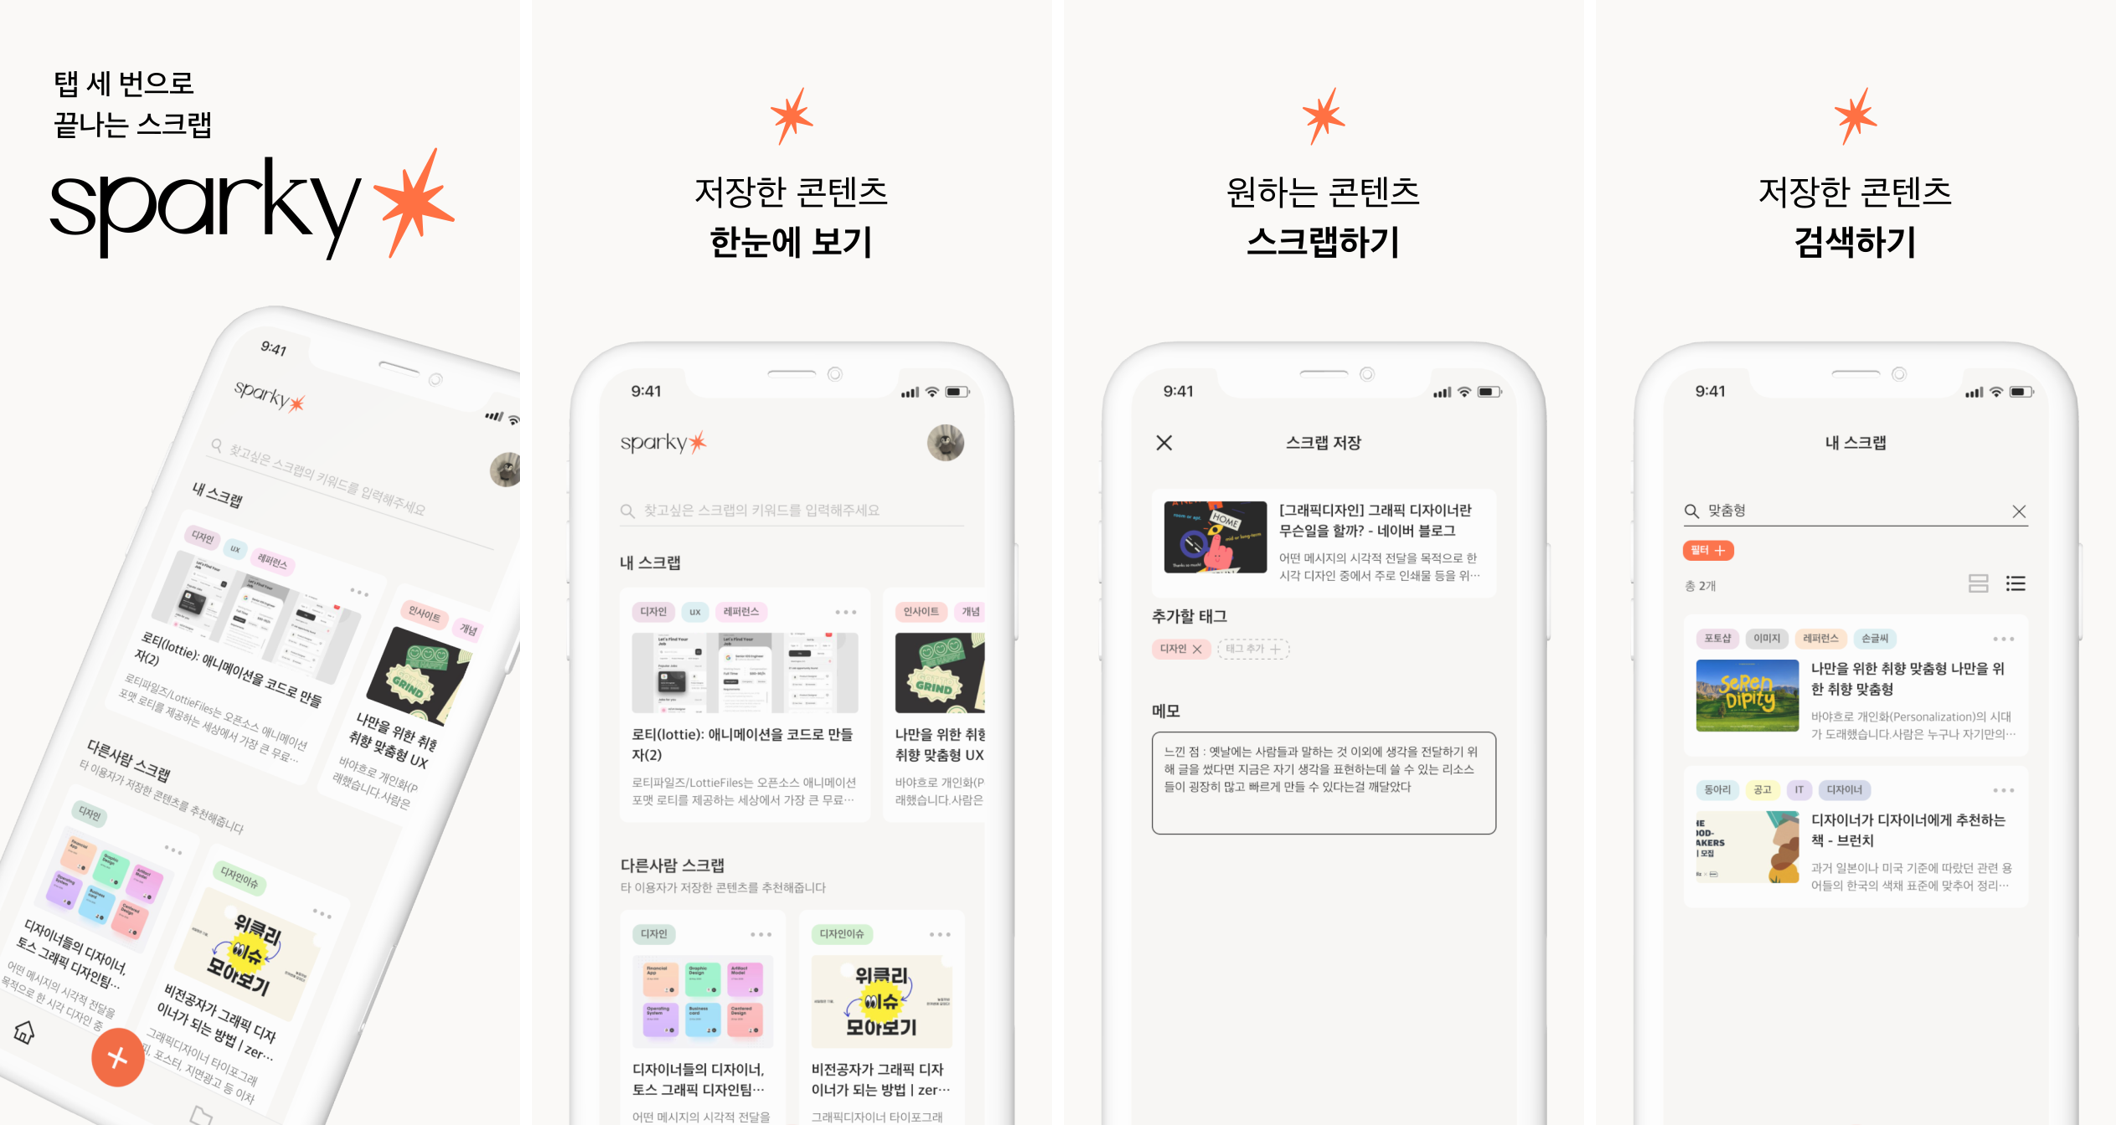 탭 세 번으로
끝나는 스크랩
sparky
9:41
sparky
찾고싶은 스크랩의 키워드를 입력해주세요
내 스크랩
디자인
ux
레퍼런스
로티(lottie): 애니메이션을 코드로 만들
자(2)
로티파일즈/LottieFiles는 오픈소스 애니메이션
포맷 로티를 제공하는 세상에서 가장 큰 무료…
인사이트
개념
GRIND
나만을 위한 취향
취향 맞춤형 UX
바야흐로 개인화(P
래했습니다.사람은
다른사람 스크랩
타 이용자가 저장한 콘텐츠를 추천해줍니다
디자인
디자이너들의 디자이너,
토스 그래픽 디자인팀…
어떤 메시지의 시각적 전달을
목적으로 한 시각 디자인 중
디자인이슈
위클리
이슈
모아보기
비전공자가 그래픽 디자
이너가 되는 방법 | zer…
그래픽디자이너 타이포그래
피, 포스터, 지면광고 등 이차
저장한 콘텐츠
한눈에 보기
9:41
sparky
찾고싶은 스크랩의 키워드를 입력해주세요
내 스크랩
디자인
ux
레퍼런스
Let's Find Your
Job
로티(lottie): 애니메이션을 코드로 만들
자(2)
로티파일즈/LottieFiles는 오픈소스 애니메이션
포맷 로티를 제공하는 세상에서 가장 큰 무료…
인사이트
개념
GRIND
나만을 위한 취향
취향 맞춤형 UX
바야흐로 개인화(P
래했습니다.사람은
다른사람 스크랩
타 이용자가 저장한 콘텐츠를 추천해줍니다
디자인
Financial
App
Graphic
Design
Artifact
Model
Operating
System
Business
card
Centered
Design
디자이너들의 디자이너,
토스 그래픽 디자인팀…
어떤 메시지의 시각적 전달을
디자인이슈
위클리
이슈
모아보기
비전공자가 그래픽 디자
이너가 되는 방법 | zer…
그래픽디자이너 타이포그래
원하는 콘텐츠
스크랩하기
9:41
스크랩 저장
HOME
[그래픽디자인] 그래픽 디자이너란
무슨일을 할까? - 네이버 블로그
어떤 메시지의 시각적 전달을 목적으로 한
시각 디자인 중에서 주로 인쇄물 등을 위…
추가할 태그
디자인
태그 추가
메모
느낀 점 : 옛날에는 사람들과 말하는 것 이외에 생각을 전달하기 위
해 글을 썼다면 지금은 자기 생각을 표현하는데 쓸 수 있는 리소스
들이 굉장히 많고 빠르게 만들 수 있다는걸 깨달았다
저장한 콘텐츠
검색하기
9:41
내 스크랩
맞춤형
필터
총 2개
포토샵
이미지
레퍼런스
손글씨
SeRen
Dipity
나만을 위한 취향 맞춤형 나만을 위
한 취향 맞춤형
바야흐로 개인화(Personalization)의 시대
가 도래했습니다.사람은 누구나 자기만의…
동아리
공고
IT
디자이너
HE
OOD-
AKERS
모집
디자이너가 디자이너에게 추천하는
책 - 브런치
과거 일본이나 미국 기준에 따랐던 관련 용
어들의 한국의 색채 표준에 맞추어 정리…